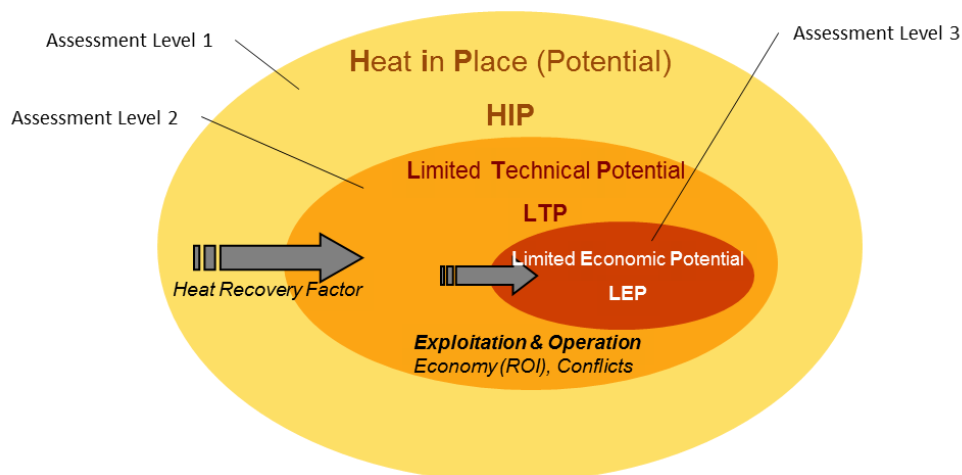 Assessment Level 1
Assessment Level 3
Heat in Place (Potential)
Assessment Level 2
HIP
Limited Technical Potential
LTP
Limited Economic Potential
Heat Recovery Factor
LEP
Exploitation & Operation
Economy (ROI), Conflicts